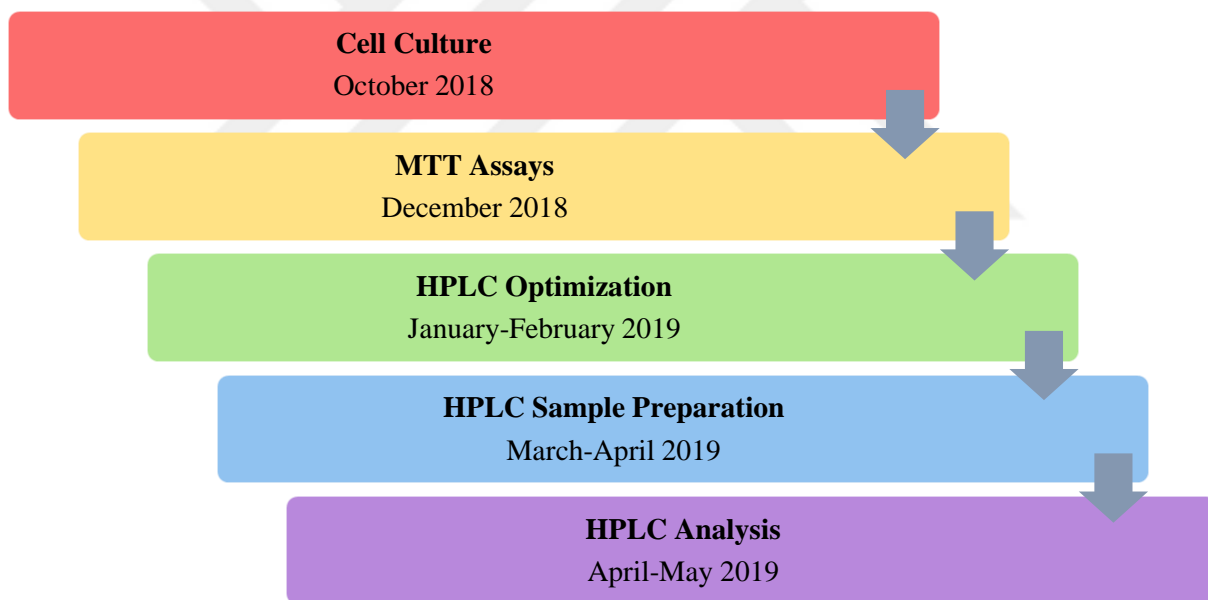 Cell Culture
October 2018
MTT Assays
December 2018
HPLC Optimization
January-February 2019
HPLC Sample Preparation
March-April 2019
HPLC Analysis
April-May 2019